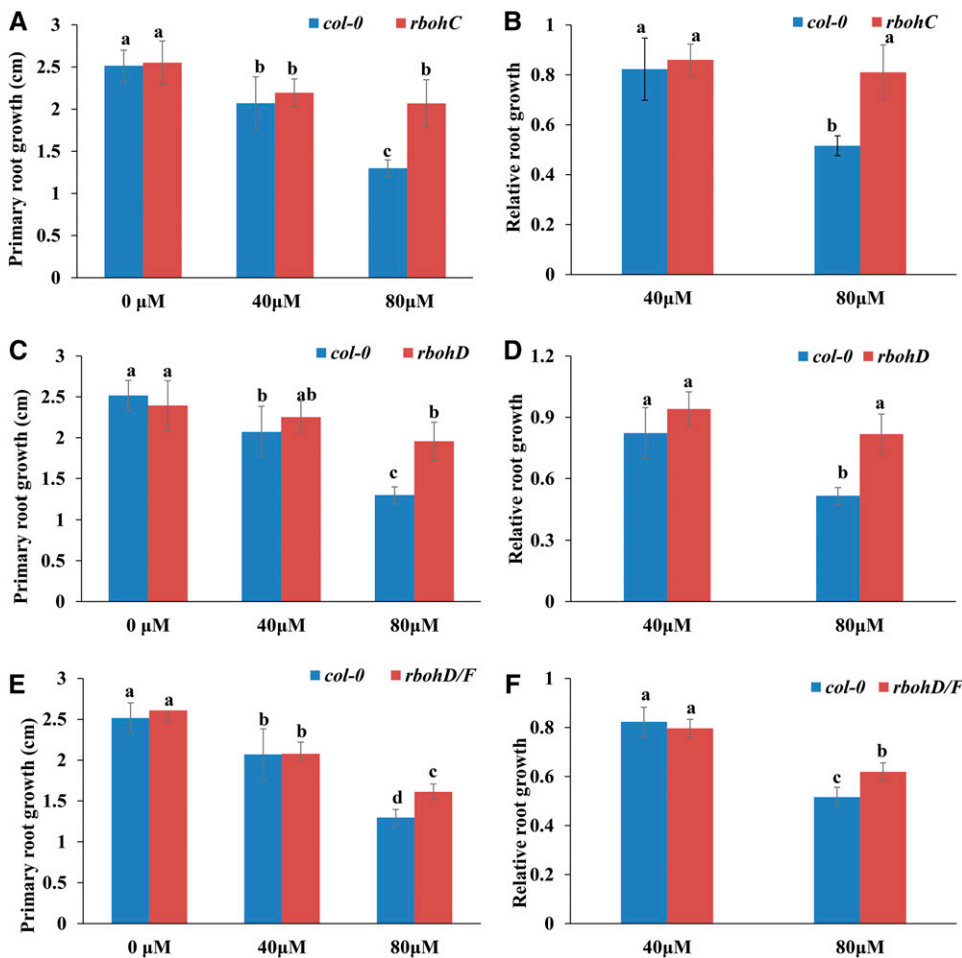 A
col-0 rbohC
Primary root growth (cm)
3
2.5
2
1.5
1
0.5
0
a a b b c b
0 µM 40µM 80µM
B
col-0 rbohC
Relative root growth
1
0.8
0.6
0.4
0.2
0
a a b a
40µM 80µM
C
col-0 rbohD
Primary root growth (cm)
3
2.5
2
1.5
1
0.5
0
a a b ab c b
0 µM 40µM 80µM
D
col-0 rbohD
Relative root growth
1.2
0.9
0.6
0.3
0
a a b a
40µM 80µM
E
col-0 rbohD/F
Primary root growth (cm)
3
2.5
2
1.5
1
0.5
0
a a b b d c
0 µM 40µM 80µM
F
col-0 rbohD/F
Relative root growth
1
0.8
0.6
0.4
0.2
0
a a c b
40µM 80µM